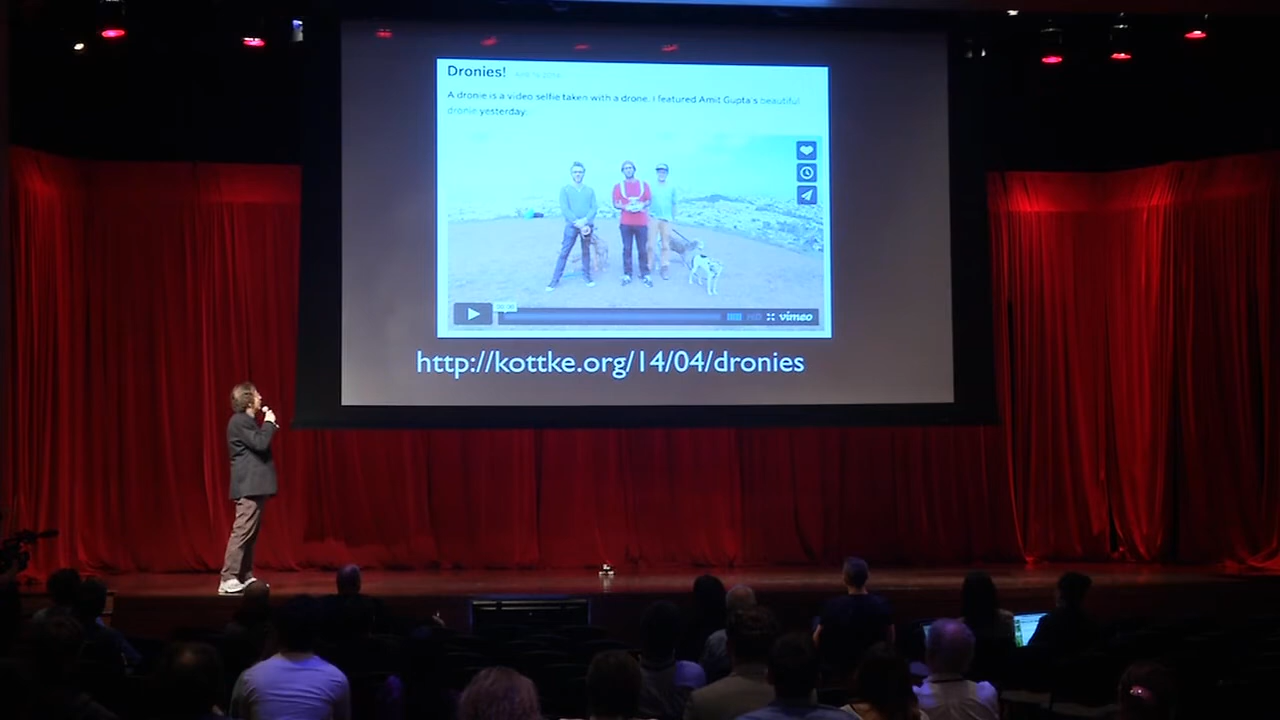 Dronies!
A dronie is a video selfie taken with a drone. I featured Amit Gupta's beautiful
dronie yesterday:
HD vimeo
http://kottke.org/14/04/dronies